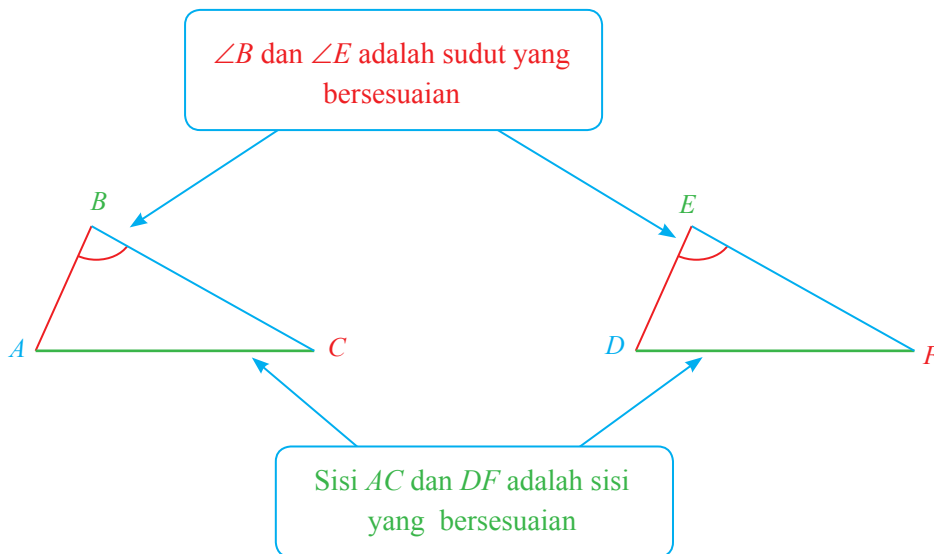 ∠B dan ∠E adalah sudut yang
bersesuaian
B
E
A
C
D
F
Sisi AC dan DF adalah sisi
yang bersesuaian